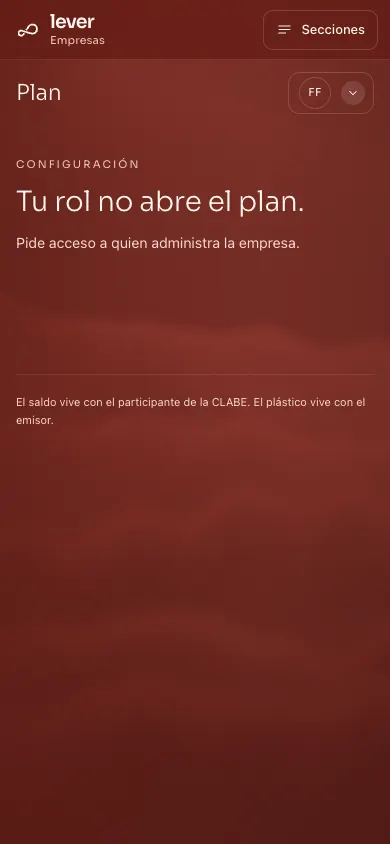 lever
Empresas
Secciones
Plan
FF
CONFIGURACIÓN
Tu rol no abre el plan.
Pide acceso a quien administra la empresa.
El saldo vive con el participante de la CLABE. El plástico vive con el
emisor.